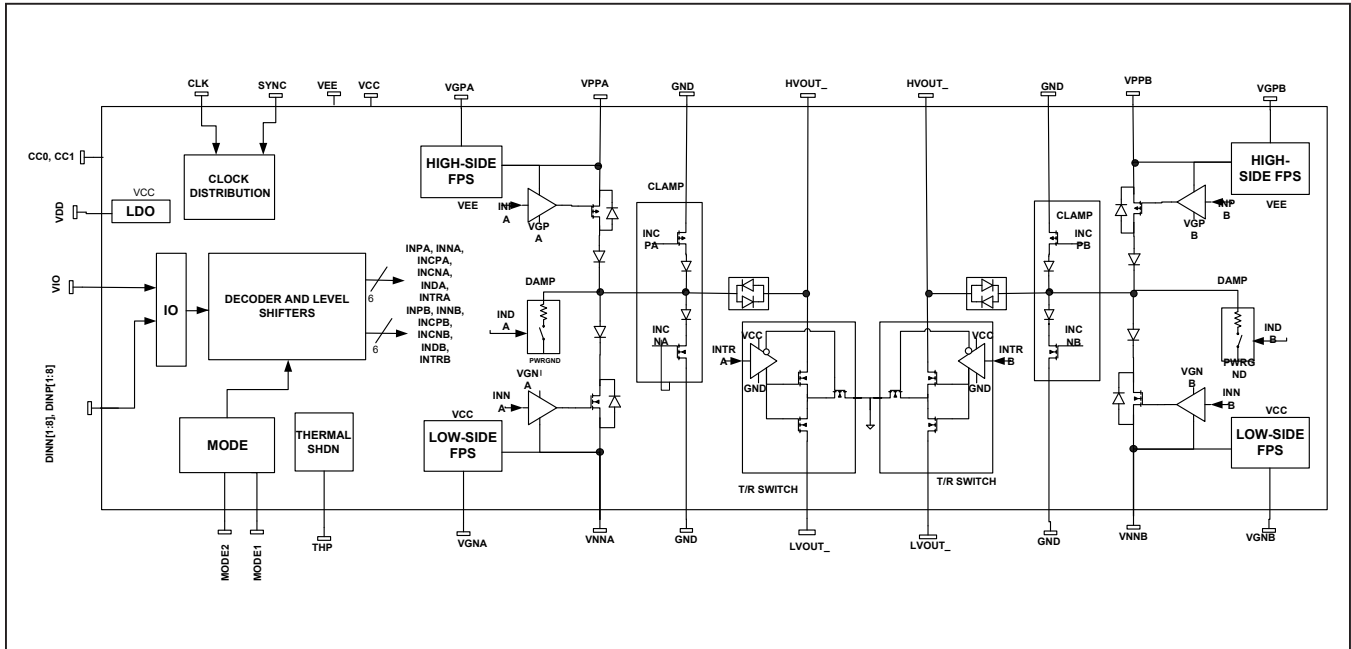 CLK
SYNC
VEE
VCC
VGPA
VPPA
GND
HVOUT_
HVOUT_
GND
VPPB
VGPB
CC0, CC1
VDD
VCC
LDO
CLOCK
DISTRIBUTION
HIGH-SIDE
FPS
VEE
INP
A
VGP
A
CLAMP
INC
PA
CLAMP
INC
PB
HIGH-
SIDE FPS
VEE
INP
B
VGP
B
VIO
IO
DECODER AND LEVEL
SHIFTERS
6
6
INPA, INNA,
INCPA,
INCNA,
INDA,
INTRA
INPB, INNB,
INCPB,
INCNB,
INDB,
INTRB
DAMP
IND
A
PWRGND
INC
NA
INC
NB
DAMP
IND
B
PWRG
ND
VCC
INTR
A
GND
VCC
INTR
B
GND
DINN[1:8], DINP[1:8]
MODE
THERMAL
SHDN
VGN
A
INN
A
VCC
LOW-SIDE
FPS
T/R SWITCH
T/R SWITCH
VGN
B
INN
B
VCC
LOW-SIDE
FPS
MODE2
MODE1
THP
VGNA
VNNA
GND
LVOUT_
LVOUT_
GND
VNNB
VGNB